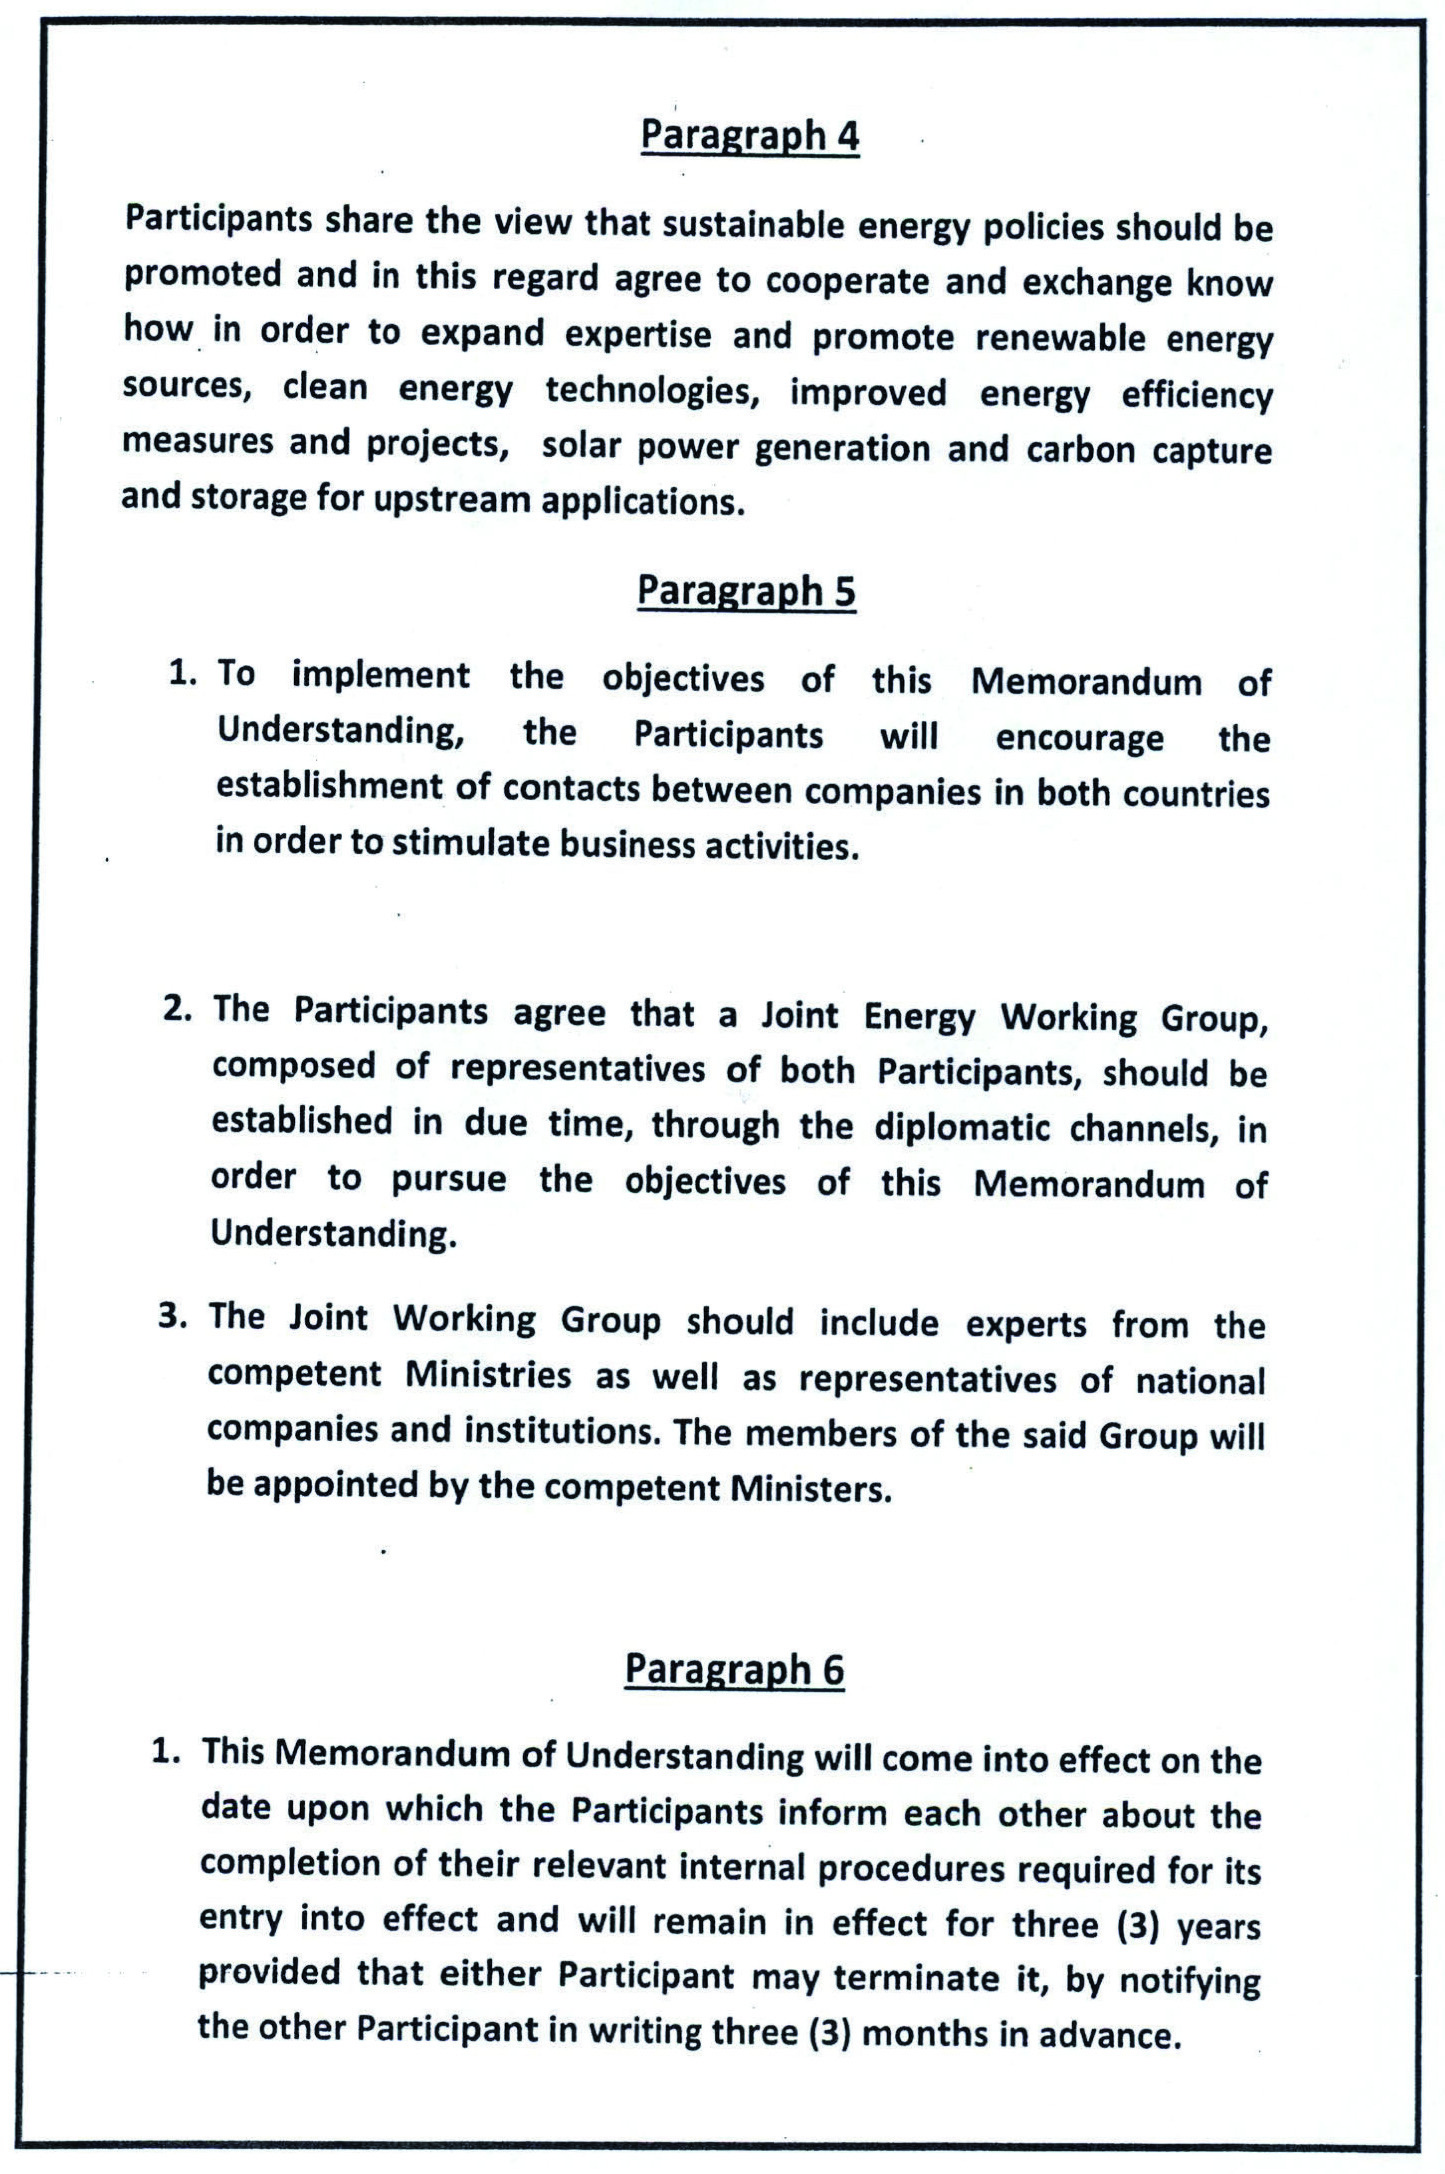 Paragraph 4
Participants share the view that sustainable energy policies should be
promoted and in this regard agree to cooperate and exchange know
how in order to expand expertise and promote renewable energy
sources, clean energy technologies, improved energy efficiency
measures and projects, solar power generation and carbon capture
and storage for upstream applications.
Paragraph 5
1. To implement the objectives of this Memorandum of
Understanding, the Participants will encourage the
establishment of contacts between companies in both countries
in order to stimulate business activities.
2. The Participants agree that a Joint Energy Working Group,
composed of representatives of both Participants, should be
established in due time, through the diplomatic channels, in
order to pursue the objectives of this Memorandum of
Understanding.
3. The Joint Working Group should include experts from the
competent Ministries as well as representatives of national
companies and institutions. The members of the said Group will
be appointed by the competent Ministers.
Paragraph 6
1. This Memorandum of Understanding will come into effect on the
date upon which the Participants inform each other about the
completion of their relevant internal procedures required for its
entry into effect and will remain in effect for three (3) years
provided that either Participant may terminate it, by notifying
the other Participant in writing three (3) months in advance.